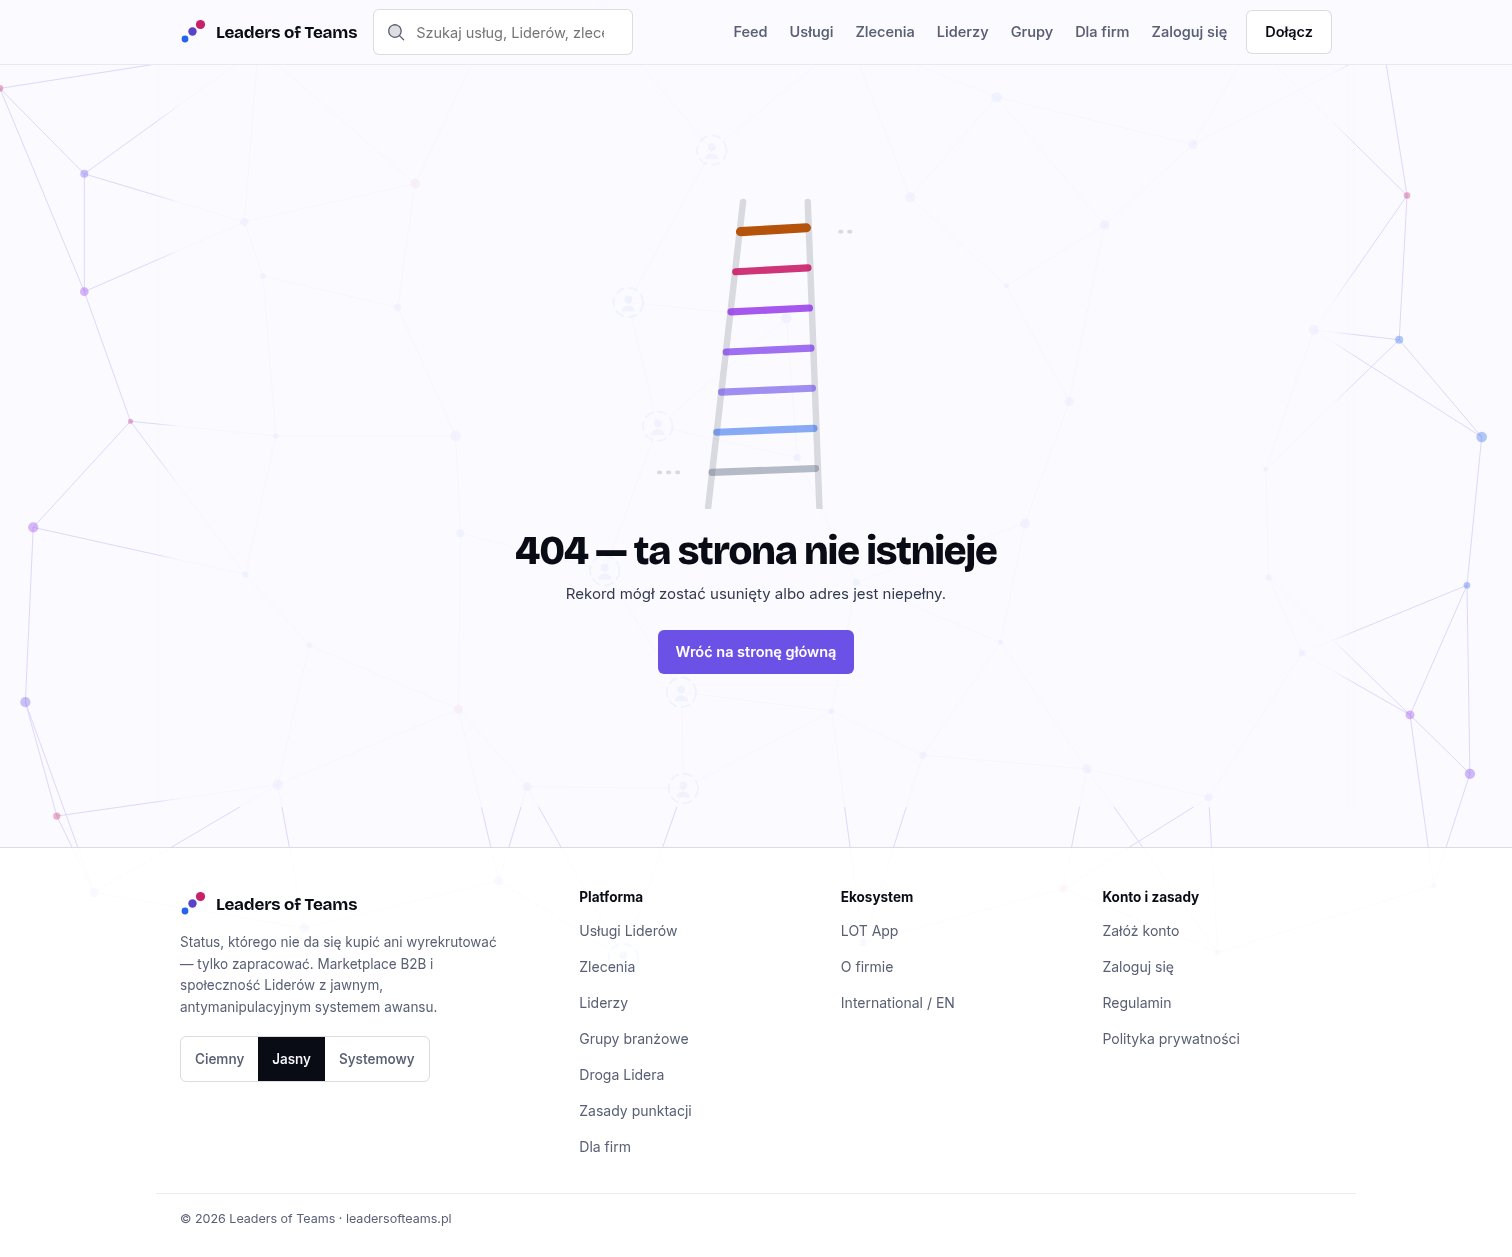 Leaders of Teams
Szukaj usług, Liderów, zlece
Feed
Usługi
Zlecenia
Liderzy
Grupy
Dla firm
Zaloguj się
Dołącz
404 — ta strona nie istnieje
Rekord mógł zostać usunięty albo adres jest niepełny.
Wróć na stronę główną
Leaders of Teams
Status, którego nie da się kupić ani wyrekrutować
— tylko zapracować. Marketplace B2B i
społeczność Liderów z jawnym,
antymanipulacyjnym systemem awansu.
Ciemny
Jasny
Systemowy
Platforma
Usługi Liderów
Zlecenia
Liderzy
Grupy branżowe
Droga Lidera
Zasady punktacji
Dla firm
Ekosystem
LOT App
O firmie
International / EN
Konto i zasady
Załóż konto
Zaloguj się
Regulamin
Polityka prywatności
© 2026 Leaders of Teams · leadersofteams.pl